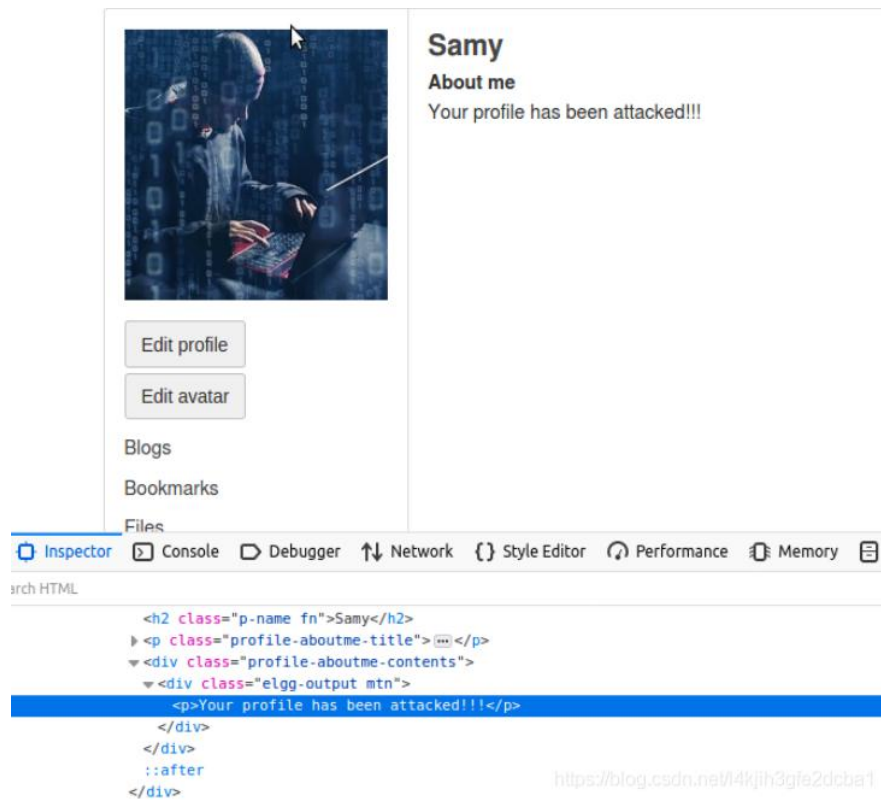 Samy
About me
Your profile has been attacked!!!
Edit profile
Edit avatar
Blogs
Bookmarks
Files
Inspector Console Debugger Network {} Style Editor Performance Memory
arch HTML
<h2 class="p-name fn">Samy</h2>
<p class="profile-aboutme-title">…</p>
<div class="profile-aboutme-contents">
<div class="elgg-output mtn">
<p>Your profile has been attacked!!!</p>
</div>
</div>
::after
</div>
https://blog.csdn.net/l4kjih3gfe2dcba1